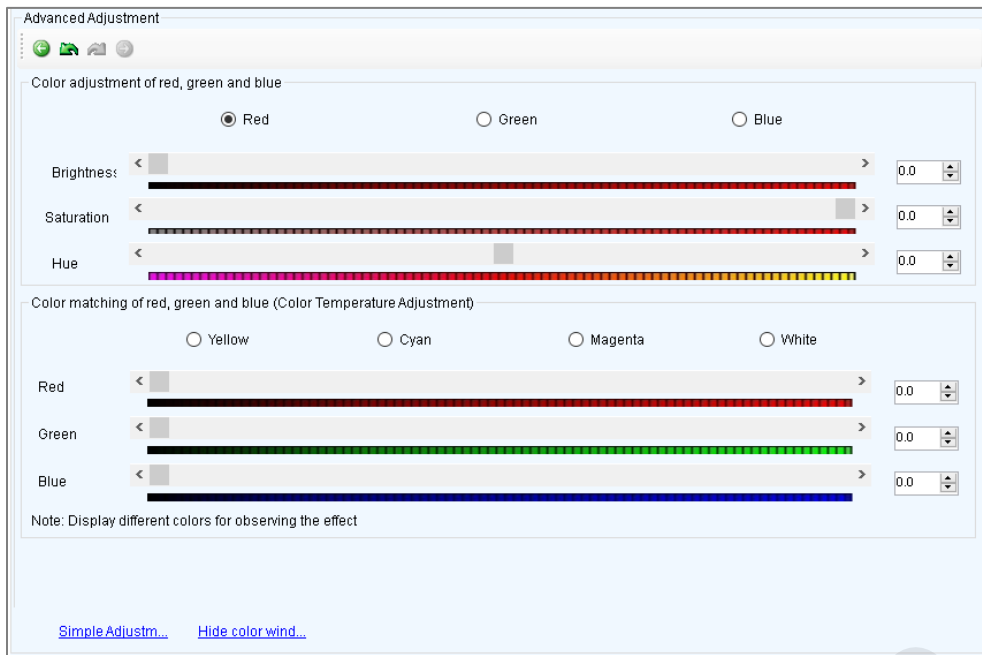 Advanced Adjustment
Color adjustment of red, green and blue
Red Green Blue
Brightness 0.0
Saturation 0.0
Hue 0.0
Color matching of red, green and blue (Color Temperature Adjustment)
Yellow Cyan Magenta White
Red 0.0
Green 0.0
Blue 0.0
Note: Display different colors for observing the effect
Simple Adjustm... Hide color wind...